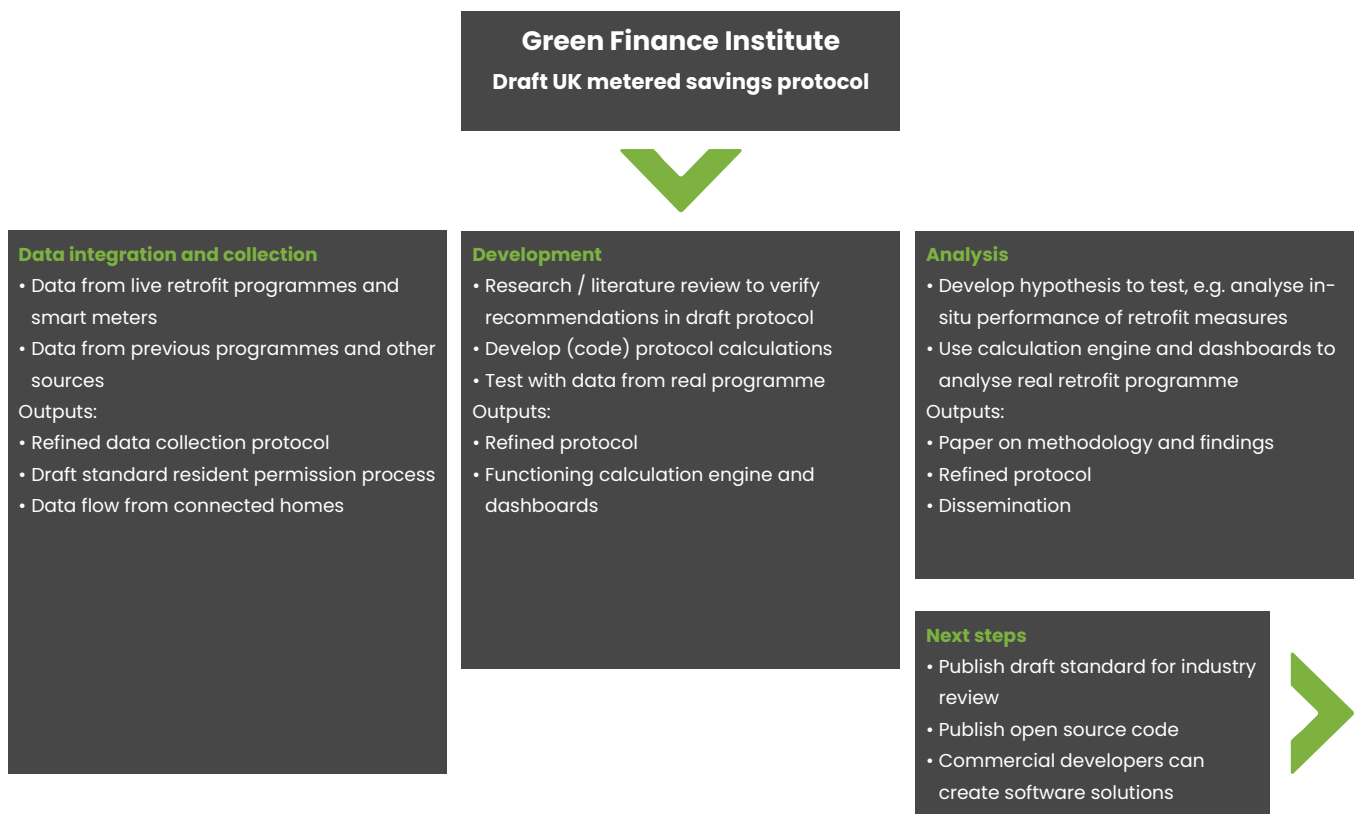 Green Finance Institute
Draft UK metered savings protocol
Data integration and collection
• Data from live retrofit programmes and
smart meters
• Data from previous programmes and other
sources
Outputs:
• Refined data collection protocol
• Draft standard resident permission process
• Data flow from connected homes
Development
• Research / literature review to verify
recommendations in draft protocol
• Develop (code) protocol calculations
• Test with data from real programme
Outputs:
• Refined protocol
• Functioning calculation engine and
dashboards
Analysis
• Develop hypothesis to test, e.g. analyse in-
situ performance of retrofit measures
• Use calculation engine and dashboards to
analyse real retrofit programme
Outputs:
• Paper on methodology and findings
• Refined protocol
• Dissemination
Next steps
• Publish draft standard for industry
review
• Publish open source code
• Commercial developers can
create software solutions